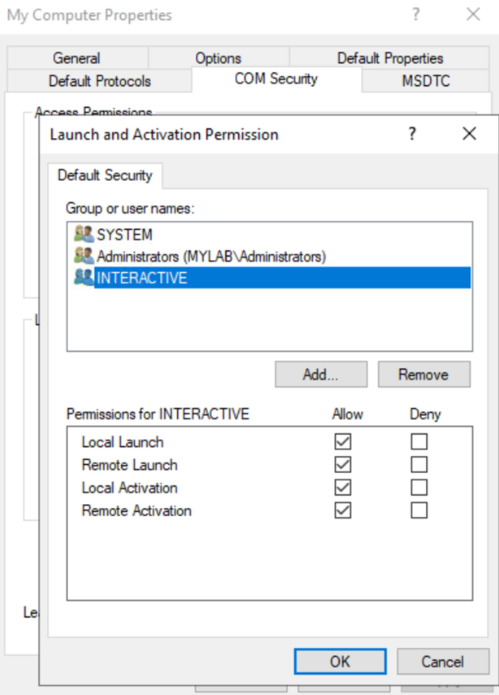 My Computer Properties
? ×
General Options Default Properties
Default Protocols COM Security MSDTC
Access Permissions
Launch and Activation Permission ? ×
Default Security
Group or user names:
SYSTEM
Administrators (MYLAB\Administrators)
INTERACTIVE
Add... Remove
Permissions for INTERACTIVE Allow Deny
Local Launch
Remote Launch
Local Activation
Remote Activation
OK Cancel